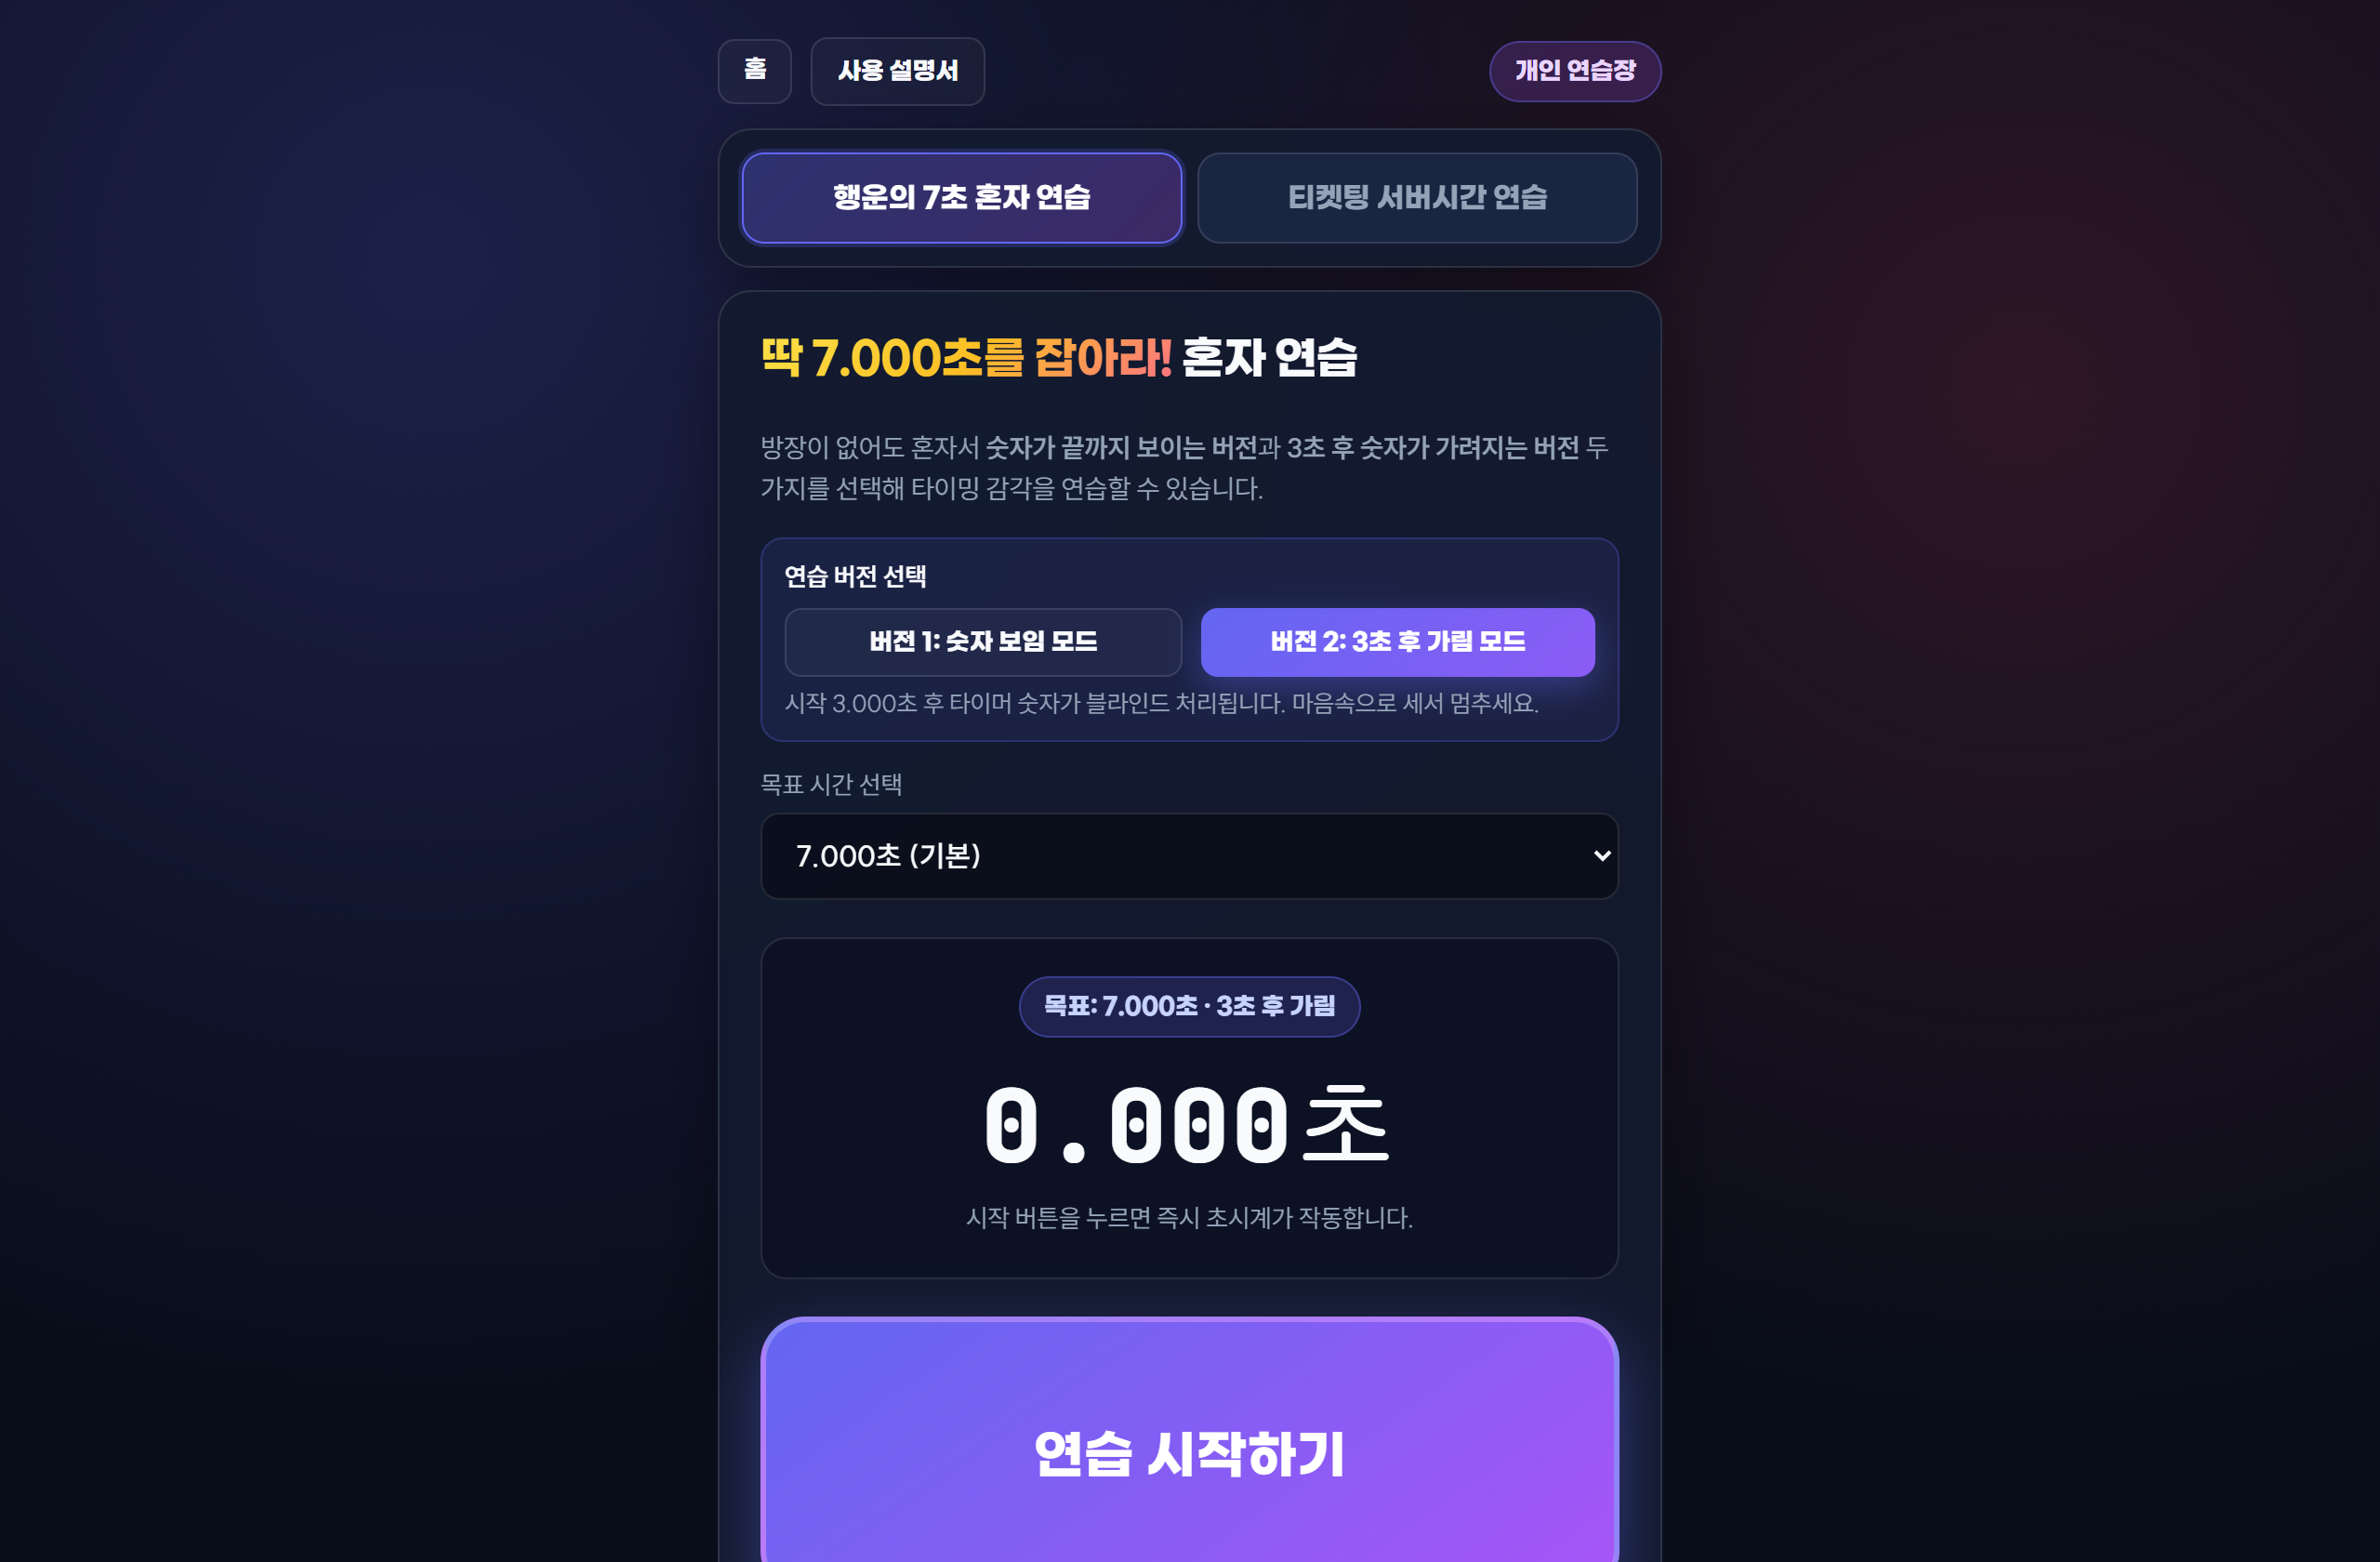 홈
사용 설명서
개인 연습장
행운의 7초 혼자 연습
티켓팅 서버시간 연습
딱 7.000초를 잡아라! 혼자 연습
방장이 없어도 혼자서 숫자가 끝까지 보이는 버전과 3초 후 숫자가 가려지는 버전 두
가지를 선택해 타이밍 감각을 연습할 수 있습니다.
연습 버전 선택
버전 1: 숫자 보임 모드
버전 2: 3초 후 가림 모드
시작 3.000초 후 타이머 숫자가 블라인드 처리됩니다. 마음속으로 세서 멈추세요.
목표 시간 선택
7.000초 (기본)
목표: 7.000초 · 3초 후 가림
0.000초
시작 버튼을 누르면 즉시 초시계가 작동합니다.
연습 시작하기